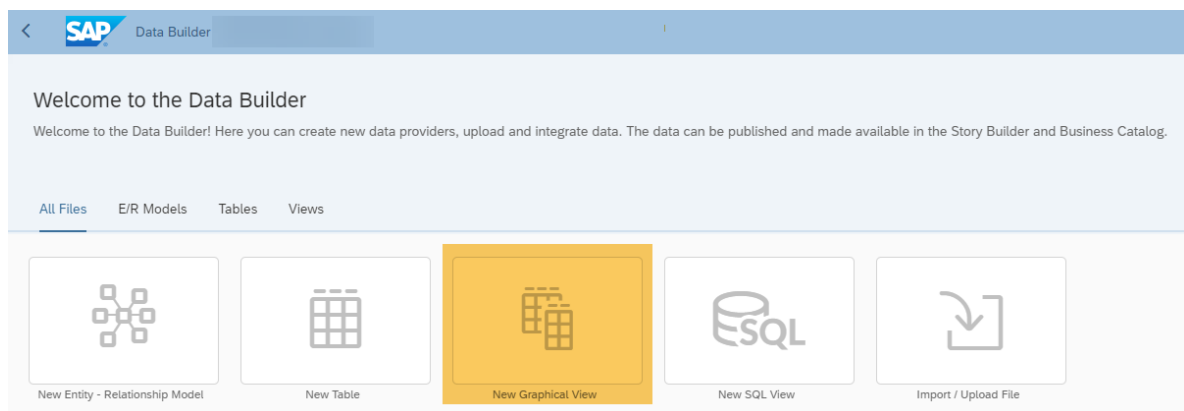 SAP Data Builder
Welcome to the Data Builder
Welcome to the Data Builder! Here you can create new data providers, upload and integrate data. The data can be published and made available in the Story Builder and Business Catalog.
All Files E/R Models Tables Views
SQL
New Entity - Relationship Model New Table New Graphical View New SQL View Import / Upload File